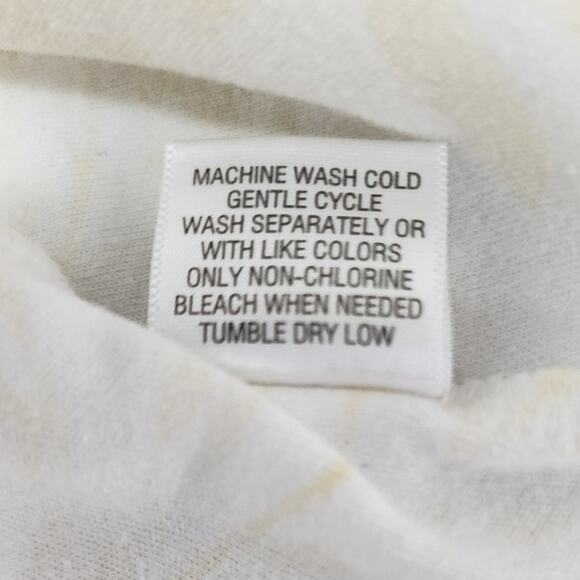 MACHINE WASH COLD
GENTLE CYCLE
WASH SEPARATELY OR
WITH LIKE COLORS
ONLY NON-CHLORINE
BLEACH WHEN NEEDED
TUMBLE DRY LOW